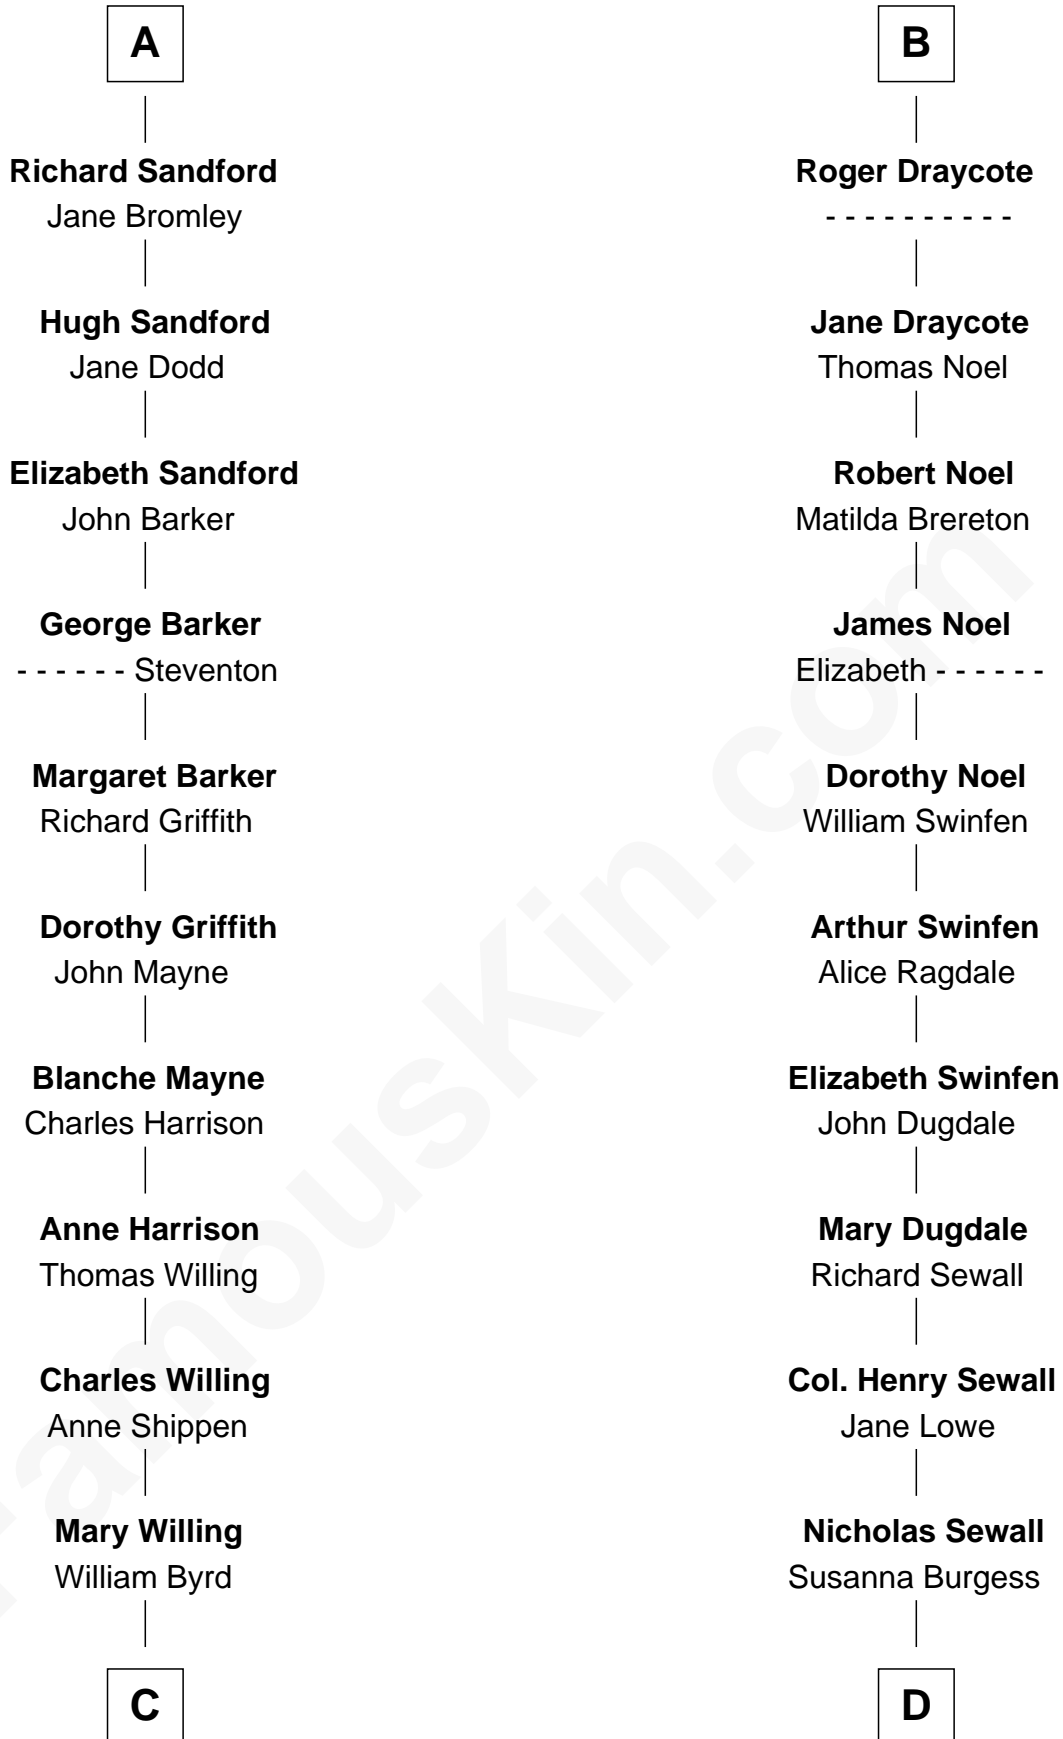 A
Richard Sandford
Jane Bromley
Hugh Sandford
Jane Dodd
Elizabeth Sandford
John Barker
George Barker
- - - - - - Steventon
Margaret Barker
Richard Griffith
Dorothy Griffith
John Mayne
Blanche Mayne
Charles Harrison
Anne Harrison
Thomas Willing
Charles Willing
Anne Shippen
Mary Willing
William Byrd
C
B
Roger Draycote
- - - - - - - - - -
Jane Draycote
Thomas Noel
Robert Noel
Matilda Brereton
James Noel
Elizabeth - - - - - -
Dorothy Noel
William Swinfen
Arthur Swinfen
Alice Ragdale
Elizabeth Swinfen
John Dugdale
Mary Dugdale
Richard Sewall
Col. Henry Sewall
Jane Lowe
Nicholas Sewall
Susanna Burgess
D
FamousKin.com